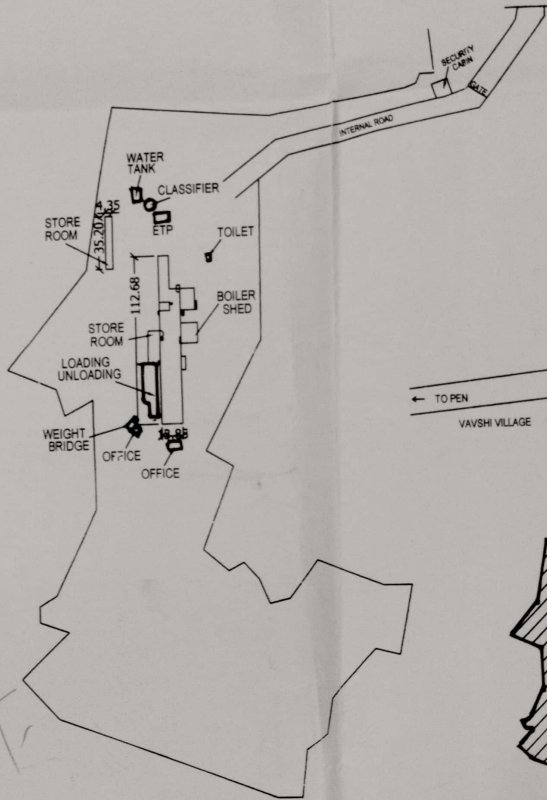 SECURITY
CABIN
GATE
INTERNAL ROAD
WATER
TANK
CLASSIFIER
4.35
STORE
ROOM
35.20
ETP
TOILET
112.68
BOILER
SHED
STORE
ROOM
LOADING
UNLOADING
← TO PEN
VAVSHI VILLAGE
WEIGHT
BRIDGE
OFFICE
OFFICE